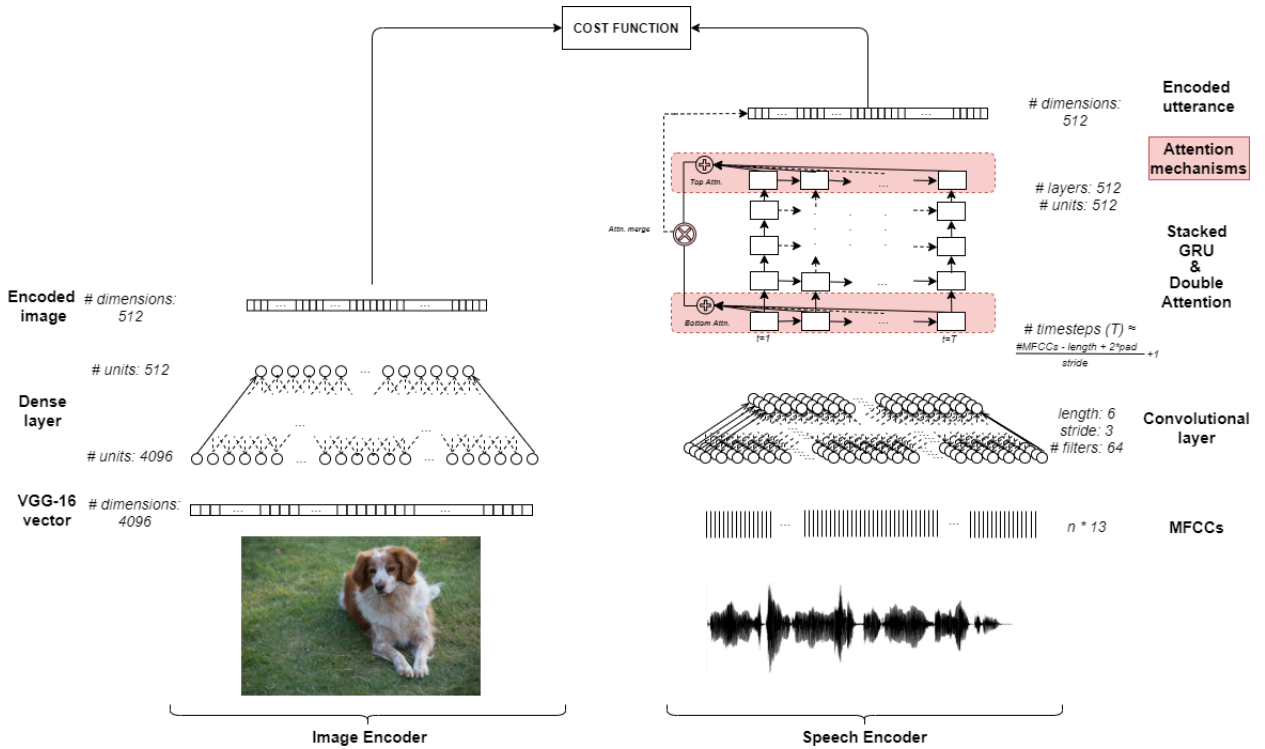 COST FUNCTION
# dimensions:
512
Encoded
utterance
Attention
mechanisms
Top Attn.
# layers: 512
# units: 512
Attn. merge
Stacked
GRU
&
Double
Attention
Bottom Attn.
t=1
t=T
# timesteps (T) ≈
#MFCCs - length + 2*pad
stride
+1
Encoded
image
# dimensions:
512
# units: 512
Dense
layer
# units: 4096
length: 6
stride: 3
# filters: 64
Convolutional
layer
VGG-16
vector
# dimensions:
4096
n * 13
MFCCs
Image Encoder
Speech Encoder